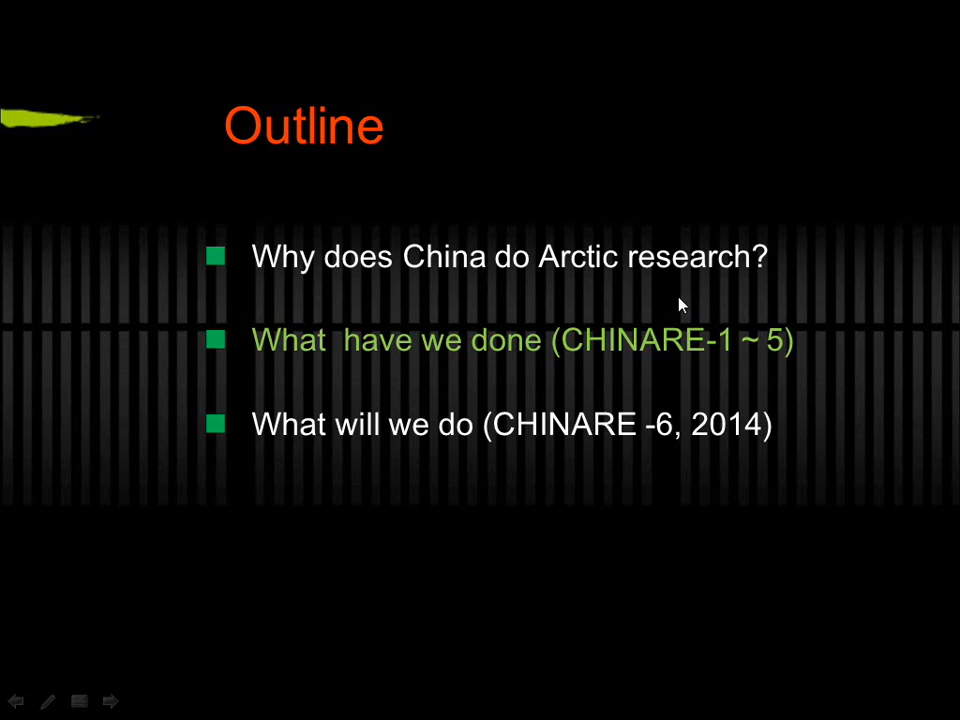 Outline
Why does China do Arctic research?
What  have we done (CHINARE-1 ~ 5)
What will we do (CHINARE -6, 2014)